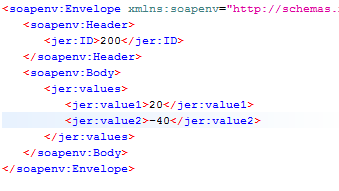 <soapenv:Envelope xmlns:soapenv="http://schemas.
<soapenv:Header>
<jer:ID>200</jer:ID>
</soapenv:Header>
<soapenv:Body>
<jer:values>
<jer:value1>20</jer:value1>
<jer:value2>-40</jer:value2>
</jer:values>
</soapenv:Body>
</soapenv:Envelope>